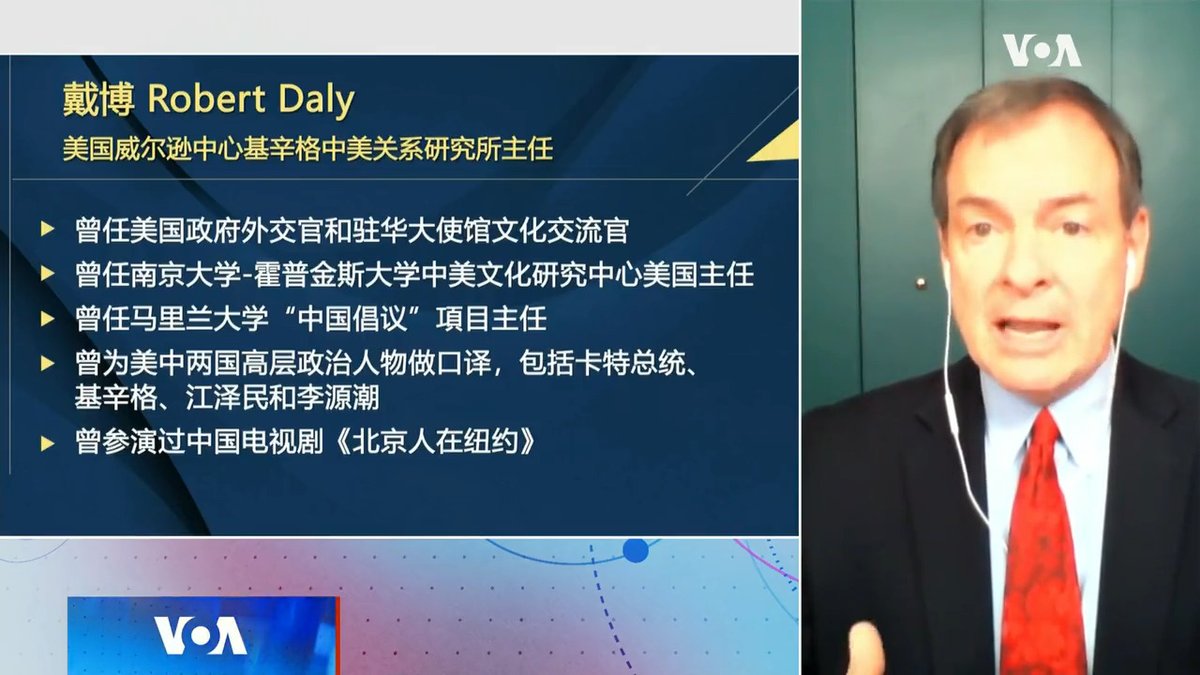 戴博 Robert Daly
美国威尔逊中心基辛格中美关系研究所主任
曾任美国政府外交官和驻华大使馆文化交流官
曾任南京大学-霍普金斯大学中美文化研究中心美国主任
曾任马里兰大学“中国倡议”項目主任
曾为美中两国高层政治人物做口译，包括卡特总统、
基辛格、江泽民和李源潮
曾参演过中国电视剧《北京人在纽约》
VOA
VOA